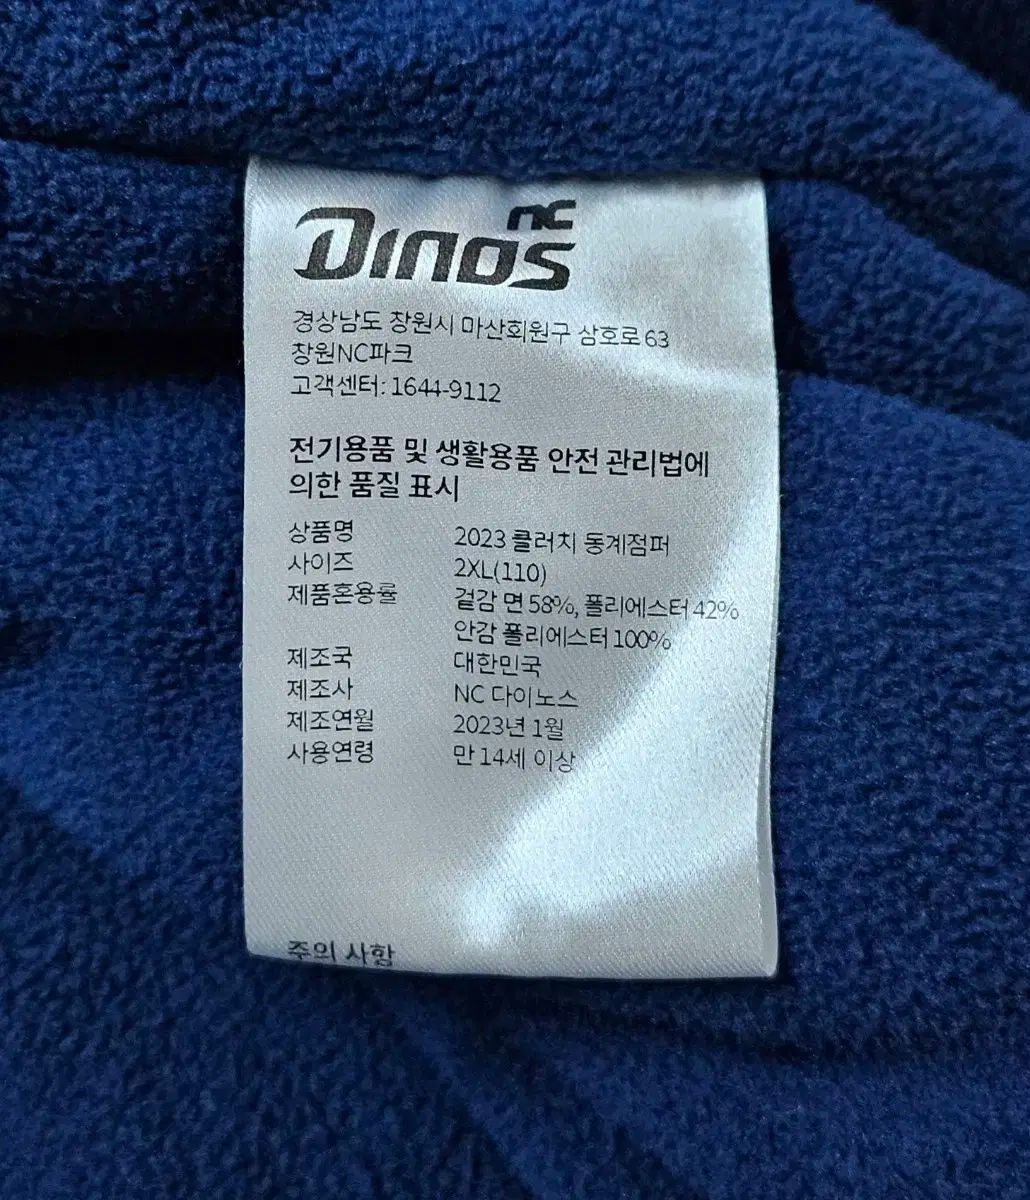 NC
DINOS
경상남도 창원시 마산회원구 삼호로 63
창원NC파크
고객센터: 1644-9112
전기용품 및 생활용품 안전 관리법에
의한 품질 표시
상품명 2023 클러치 동계점퍼
사이즈 2XL(110)
제품혼용률 겉감 면 58%, 폴리에스터 42%
안감 폴리에스터 100%
제조국 대한민국
제조사 NC 다이노스
제조연월 2023년 1월
사용연령 만 14세 이상
주의 사항